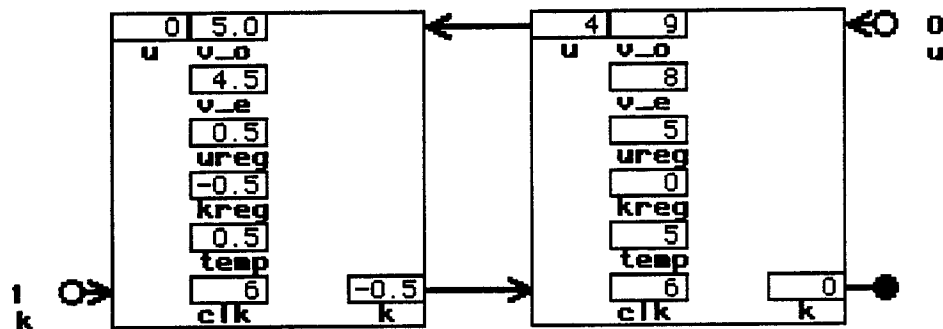 0 5.0 4 9 0
u v_o u v_o u
4.5 8
v_e v_e
0.5 5
ureg ureg
-0.5 0
kreg kreg
0.5 5
temp temp
1 6 -0.5 6 0
k clk k clk k